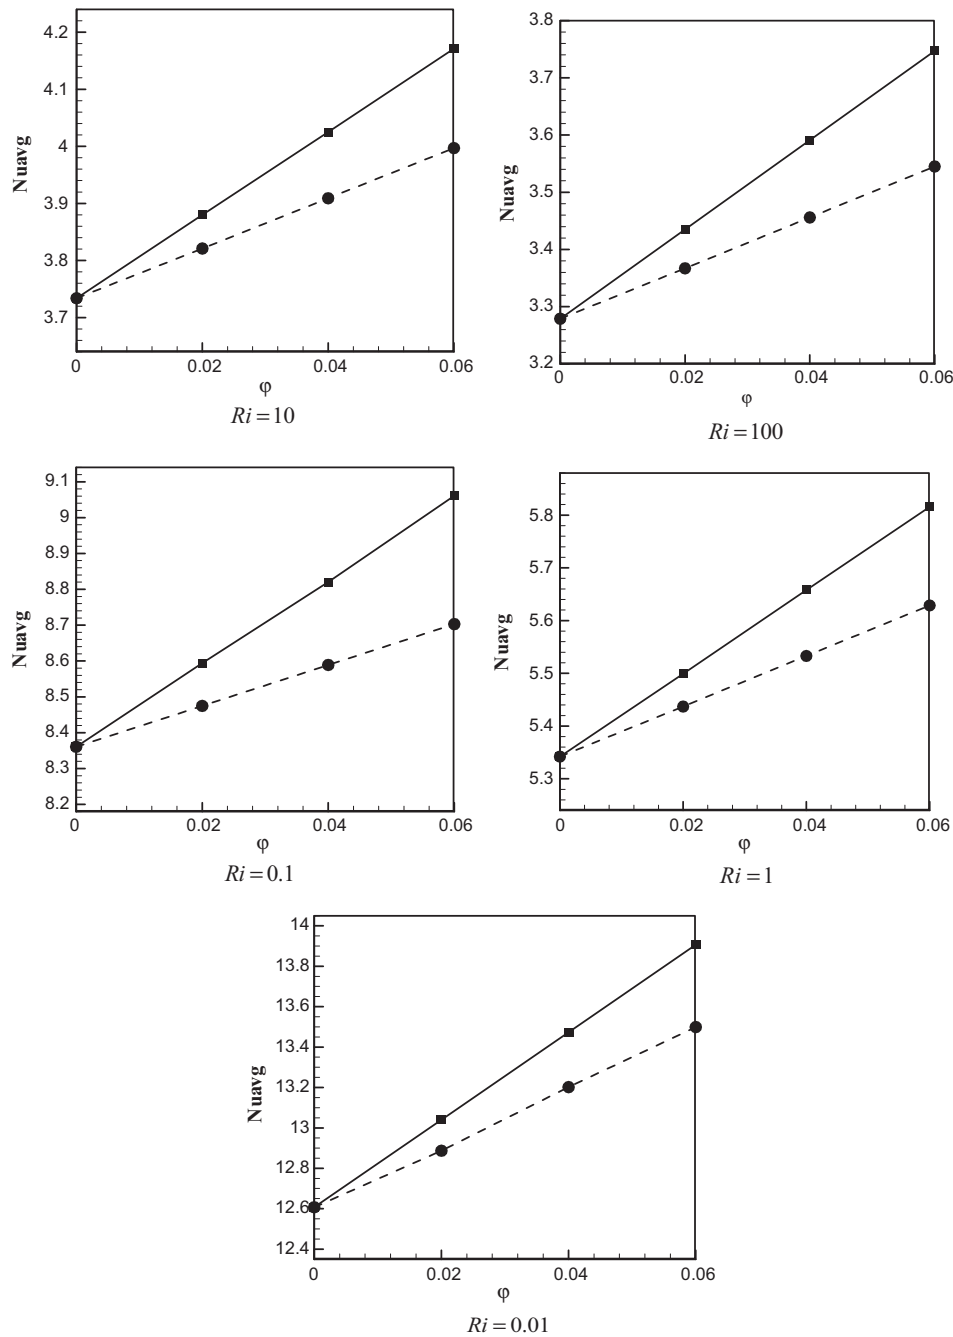 4.2
4.1
4
3.9
3.8
3.7
Nuavg
0 0.02 0.04 0.06
φ
Ri = 10
3.8
3.7
3.6
3.5
3.4
3.3
3.2
Nuavg
0 0.02 0.04 0.06
φ
Ri = 100
9.1
9
8.9
8.8
8.7
8.6
8.5
8.4
8.3
8.2
Nuavg
0 0.02 0.04 0.06
φ
Ri = 0.1
5.8
5.7
5.6
5.5
5.4
5.3
Nuavg
0 0.02 0.04 0.06
φ
Ri = 1
14
13.8
13.6
13.4
13.2
13
12.8
12.6
12.4
Nuavg
0 0.02 0.04 0.06
φ
Ri = 0.01